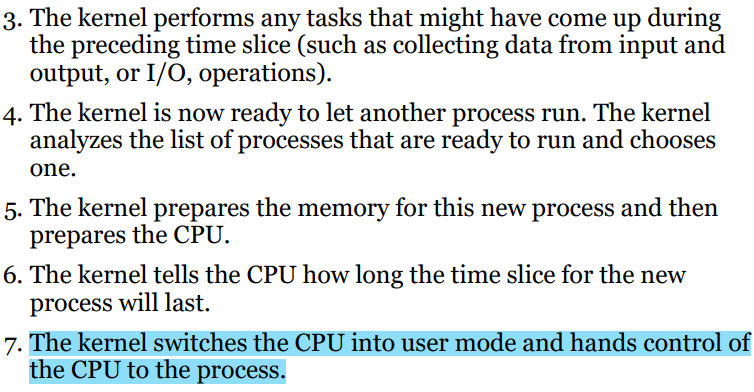 3. The kernel performs any tasks that might have come up during
the preceding time slice (such as collecting data from input and
output, or I/O, operations).
4. The kernel is now ready to let another process run. The kernel
analyzes the list of processes that are ready to run and chooses
one.
5. The kernel prepares the memory for this new process and then
prepares the CPU.
6. The kernel tells the CPU how long the time slice for the new
process will last.
7. The kernel switches the CPU into user mode and hands control of
the CPU to the process.